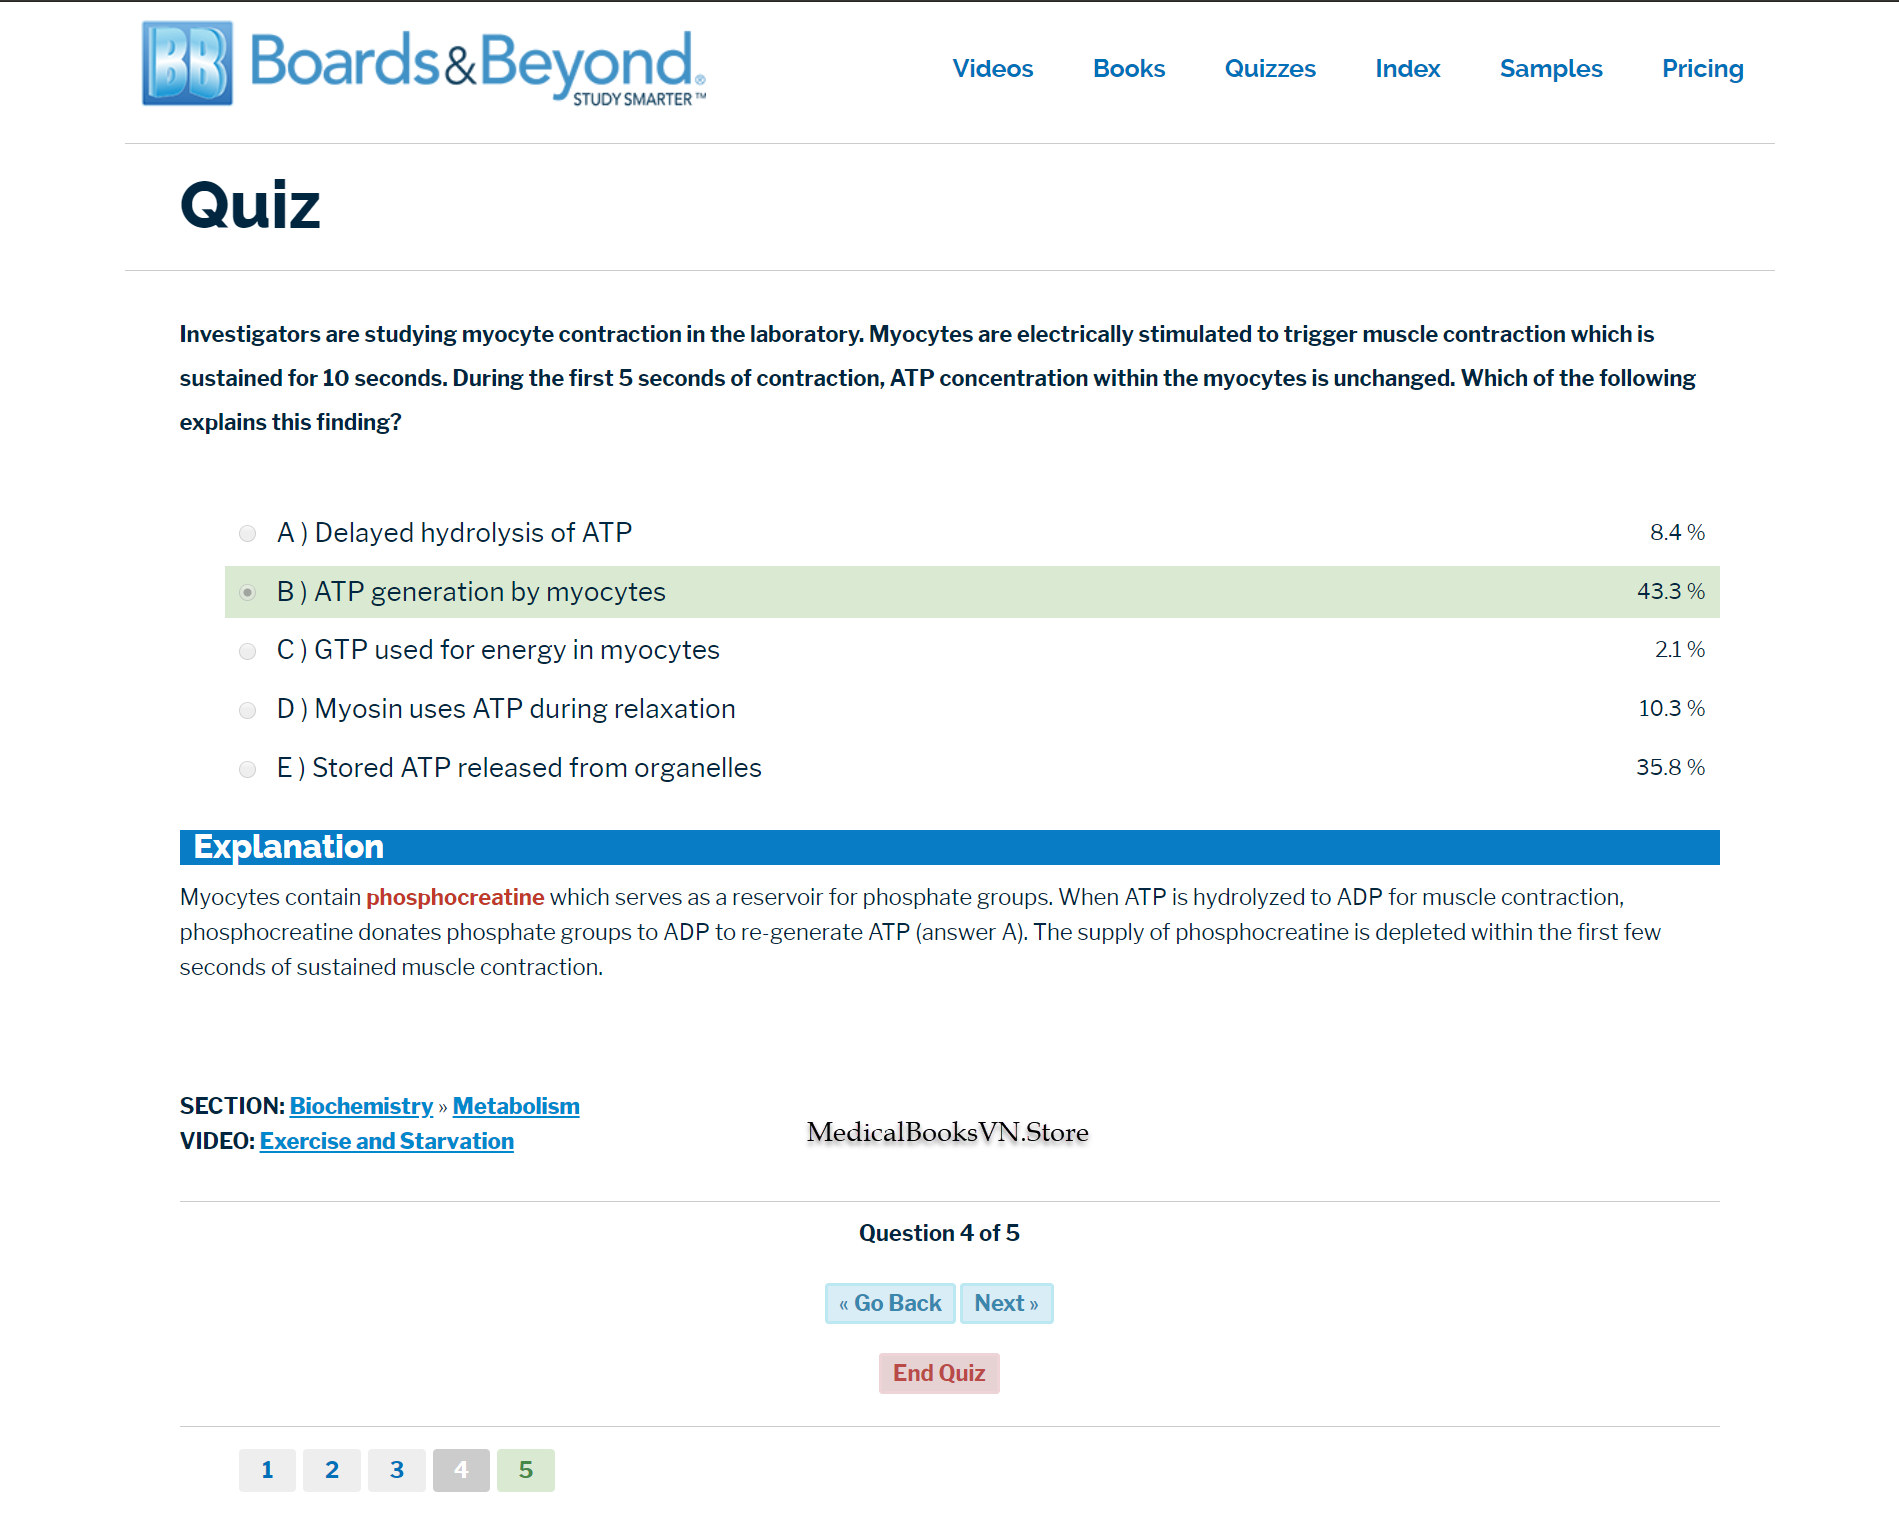 BB Boards&Beyond®
STUDY SMARTER™
Videos Books Quizzes Index Samples Pricing
Quiz
Investigators are studying myocyte contraction in the laboratory. Myocytes are electrically stimulated to trigger muscle contraction which is
sustained for 10 seconds. During the first 5 seconds of contraction, ATP concentration within the myocytes is unchanged. Which of the following
explains this finding?
A ) Delayed hydrolysis of ATP 8.4 %
B ) ATP generation by myocytes 43.3 %
C ) GTP used for energy in myocytes 2.1 %
D ) Myosin uses ATP during relaxation 10.3 %
E ) Stored ATP released from organelles 35.8 %
Explanation
Myocytes contain phosphocreatine which serves as a reservoir for phosphate groups. When ATP is hydrolyzed to ADP for muscle contraction,
phosphocreatine donates phosphate groups to ADP to re-generate ATP (answer A). The supply of phosphocreatine is depleted within the first few
seconds of sustained muscle contraction.
SECTION: Biochemistry » Metabolism
VIDEO: Exercise and Starvation
MedicalBooksVN.Store
Question 4 of 5
« Go Back Next »
End Quiz
1 2 3 4 5